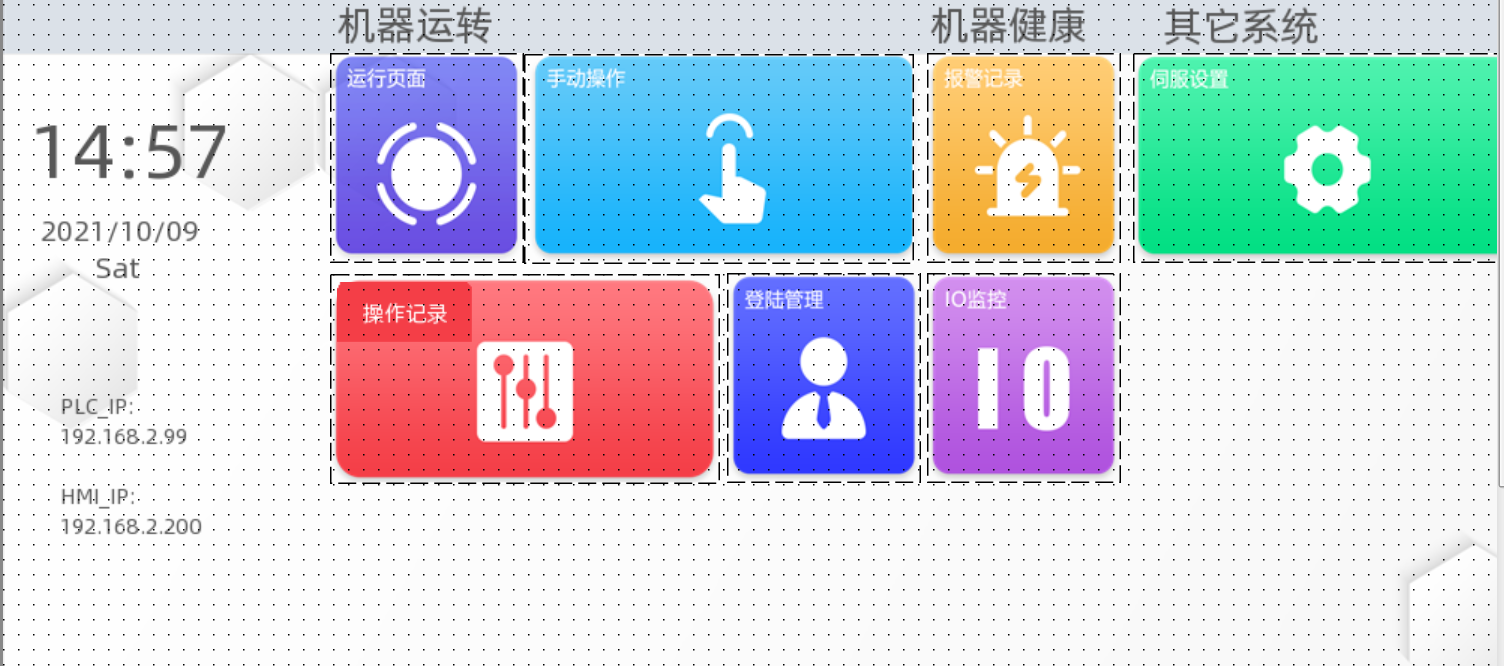 机器运转
机器健康
其它系统
14:57
2021/10/09
Sat
PLC_IP:
192.168.2.99
HMI_IP:
192.168.2.200
运行页面
手动操作
报警记录
伺服设置
操作记录
登陆管理
IO监控
IO